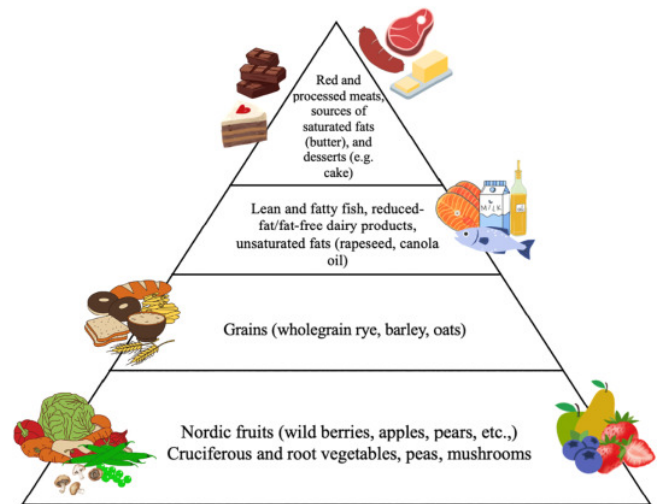 Red and
processed meats,
sources of
saturated fats
(butter), and
desserts (e.g.
cake)
MILK
Lean and fatty fish, reduced-
fat/fat-free dairy products,
unsaturated fats (rapeseed, canola
oil)
Grains (wholegrain rye, barley, oats)
Nordic fruits (wild berries, apples, pears, etc.,)
Cruciferous and root vegetables, peas, mushrooms